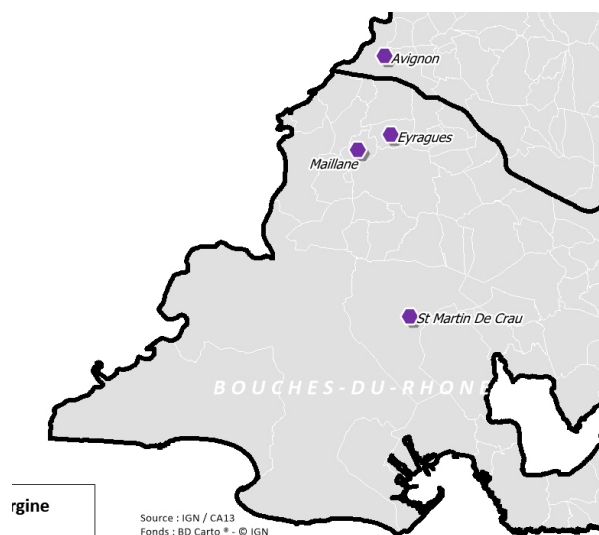 Avignon
Eyragues
Maillane
St Martin De Crau
BOUCHES-DU-RHONE
rgine
Source : IGN / CA13
Fonds : BD Carto ® - © IGN